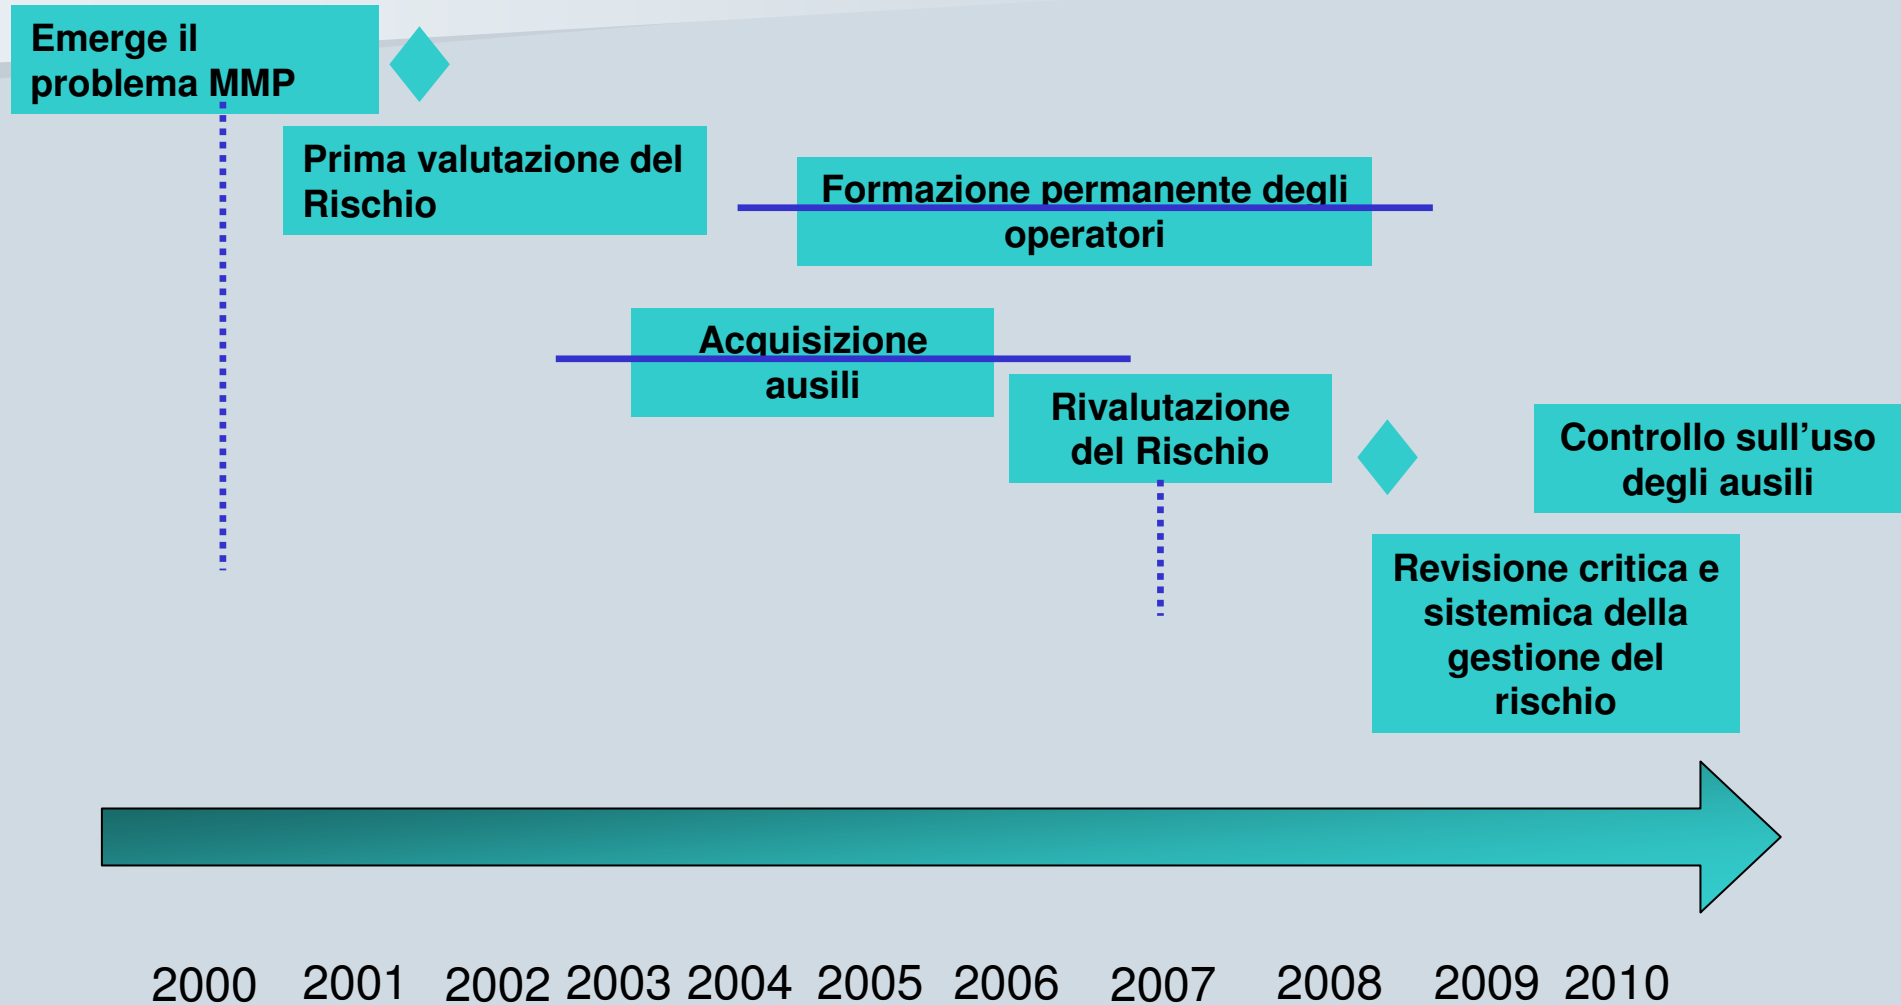 Emerge il
problema MMP
Prima valutazione del
Rischio
Formazione permanente degli
operatori
Acquisizione
ausili
Rivalutazione
del Rischio
Controllo sull’uso
degli ausili
Revisione critica e
sistemica della
gestione del
rischio
2000 2001 2002 2003 2004 2005 2006 2007 2008 2009 2010